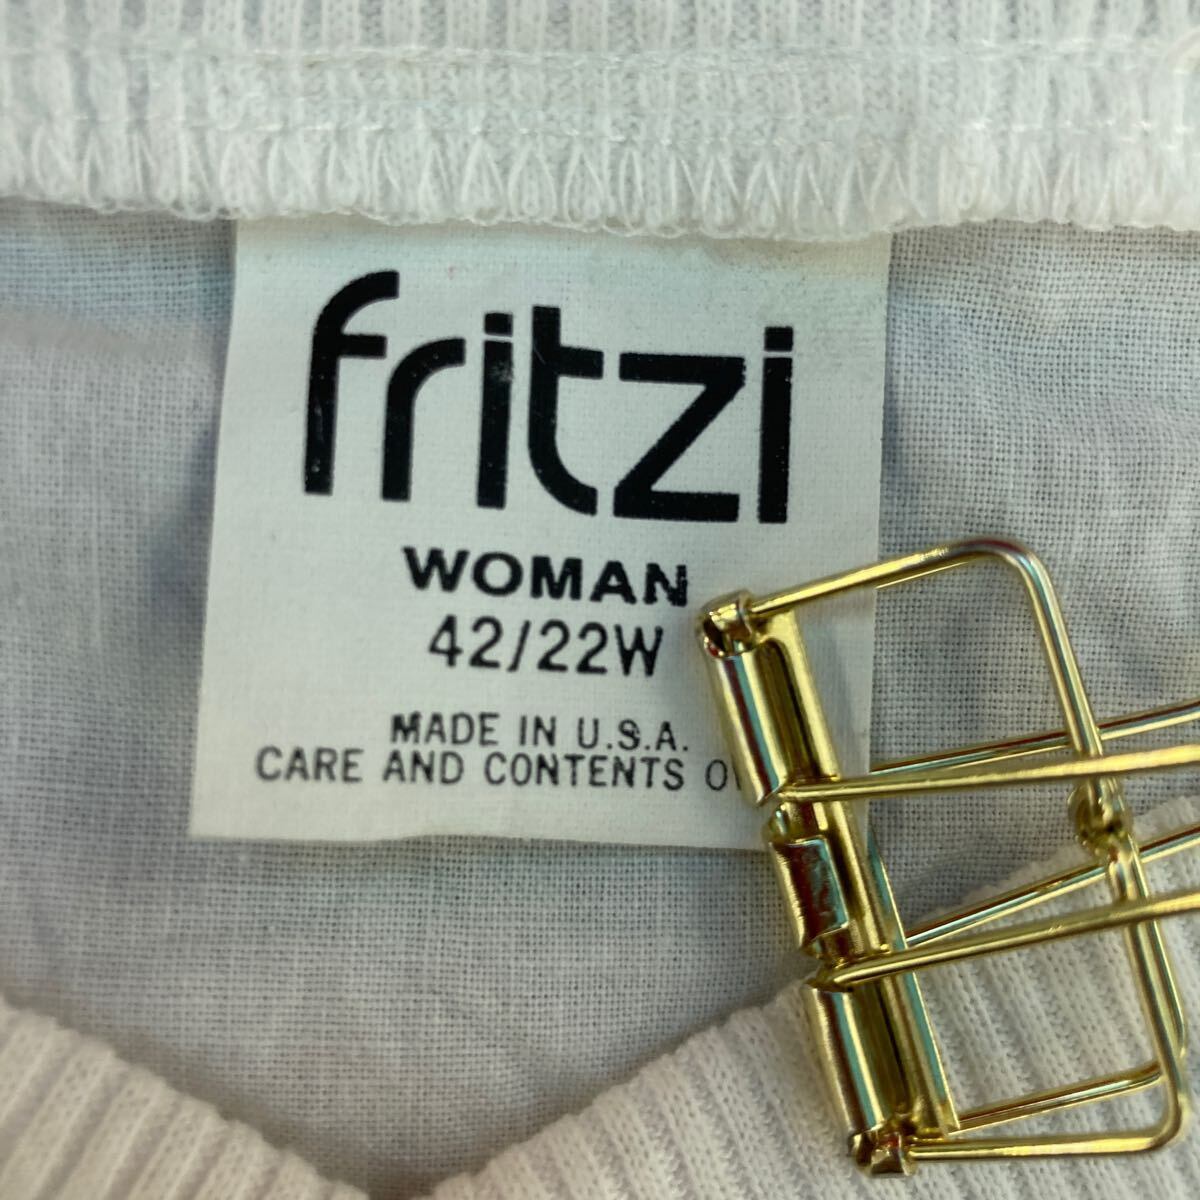 fritzi
WOMAN
42/22W
MADE IN U.S.A.
CARE AND CONTENTS